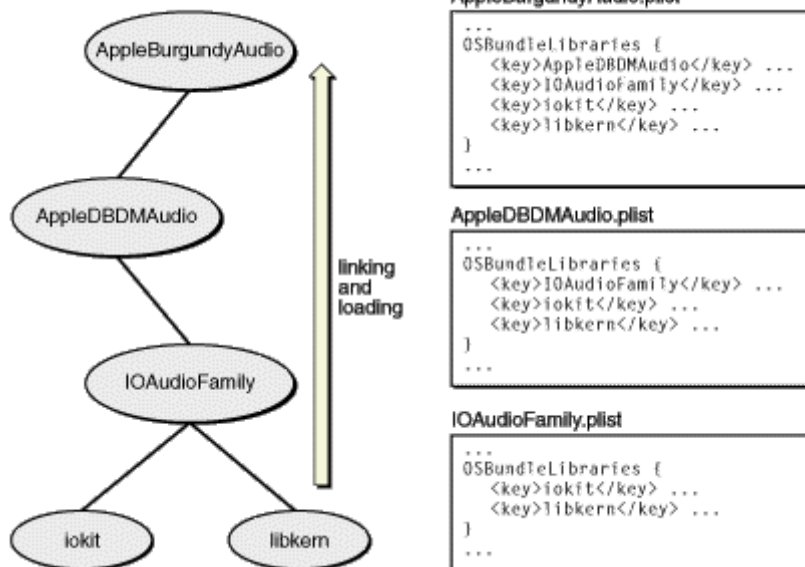 AppleBurgundyAudio
AppleDBDMAudio
linking
and
loading
IOAudioFamily
iokit
libkern
AppleBurgundyAudio.plist
...
OSBundleLibraries {
<key>AppleDBDMAudio</key> ...
<key>IOAudioFamily</key> ...
<key>iokit</key> ...
<key>libkern</key> ...
}
...
AppleDBDMAudio.plist
...
OSBundleLibraries {
<key>IOAudioFamily</key> ...
<key>iokit</key> ...
<key>libkern</key> ...
}
...
IOAudioFamily.plist
...
OSBundleLibraries {
<key>iokit</key> ...
<key>libkern</key> ...
}
...